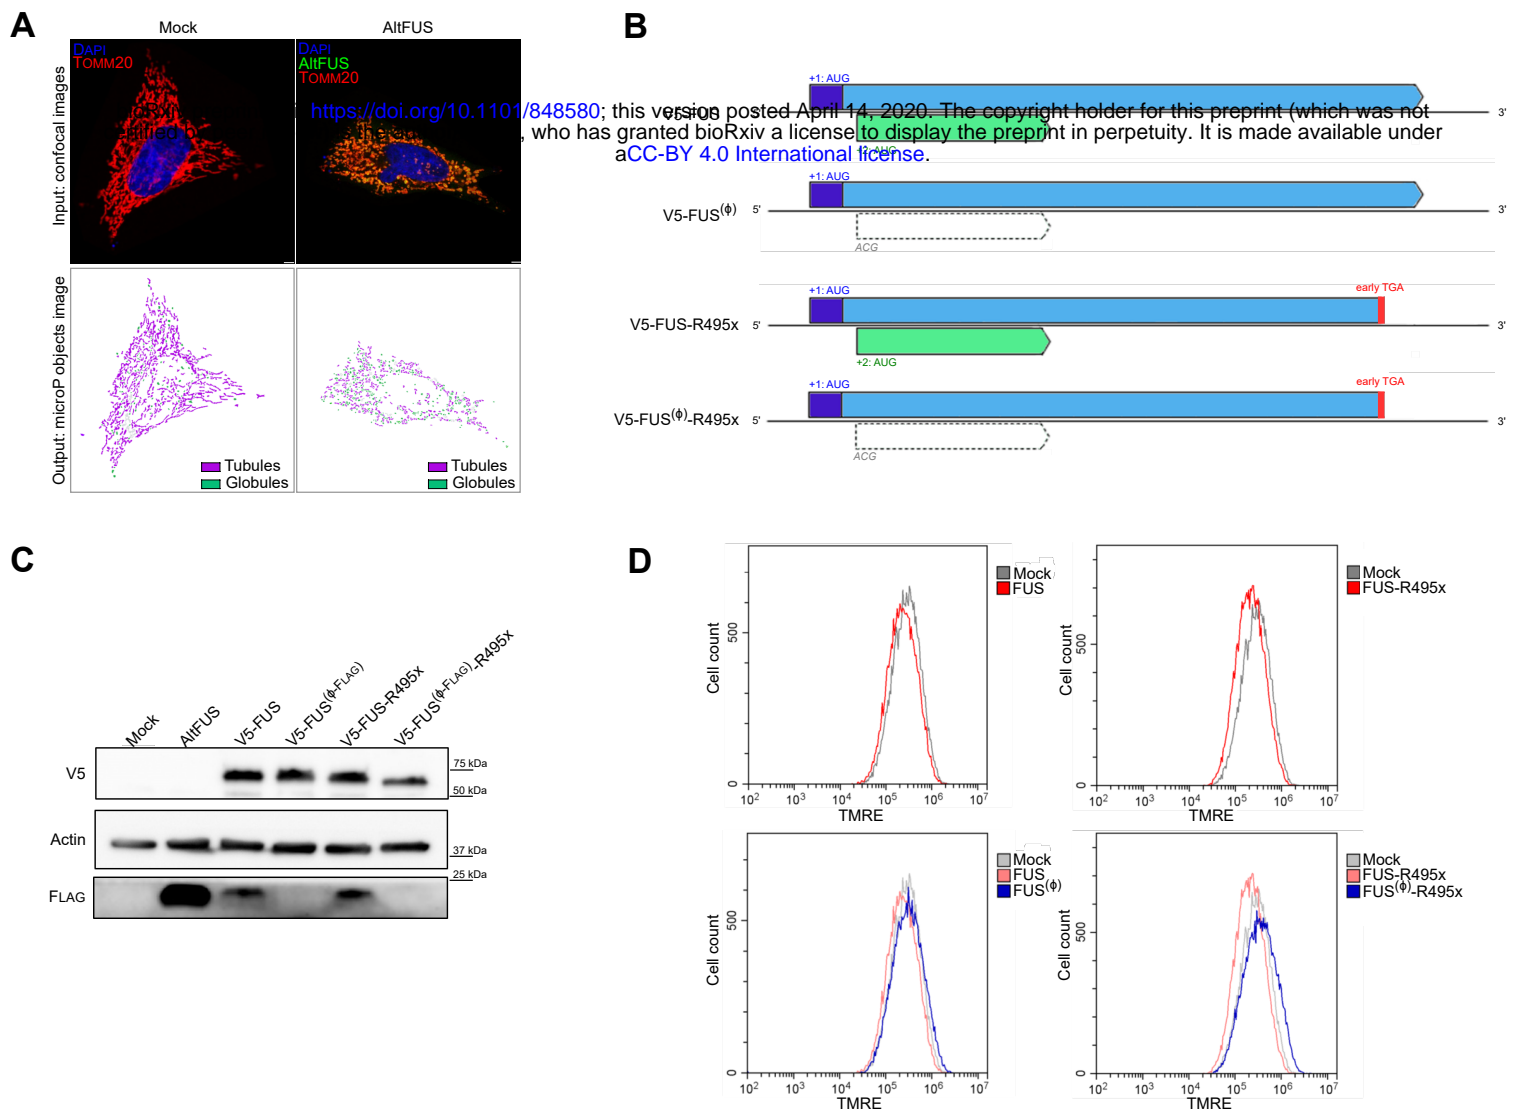 A
Mock
AltFUS
Input: confocal images
DAPI
TOMM20
DAPI
AltFUS
TOMM20
Output: microP objects image
Tubules
Globules
Tubules
Globules
B
https://doi.org/10.1101/848580; this version posted April 14, 2020. The copyright holder for this preprint (which was not
, who has granted bioRxiv a license to display the preprint in perpetuity. It is made available under
aCC-BY 4.0 International license.
+1: AUG
V5-FUS
5'
3'
+2: AUG
+1: AUG
V5-FUS(ϕ)
5'
3'
ACG
+1: AUG
early TGA
V5-FUS-R495x
5'
3'
+2: AUG
+1: AUG
early TGA
V5-FUS(ϕ)-R495x
5'
3'
ACG
C
Mock
AltFUS
V5-FUS
V5-FUS(ϕ-FLAG)
V5-FUS-R495x
V5-FUS(ϕ-FLAG)-R495x
V5
75 kDa
50 kDa
Actin
37 kDa
25 kDa
FLAG
D
Cell count
500
0
10² 10³ 10⁴ 10⁵ 10⁶ 10⁷
TMRE
Mock
FUS
Cell count
500
0
10² 10³ 10⁴ 10⁵ 10⁶ 10⁷
TMRE
Mock
FUS-R495x
Cell count
500
0
10² 10³ 10⁴ 10⁵ 10⁶ 10⁷
TMRE
Mock
FUS
FUS(ϕ)
Cell count
500
0
10² 10³ 10⁴ 10⁵ 10⁶ 10⁷
TMRE
Mock
FUS-R495x
FUS(ϕ)-R495x